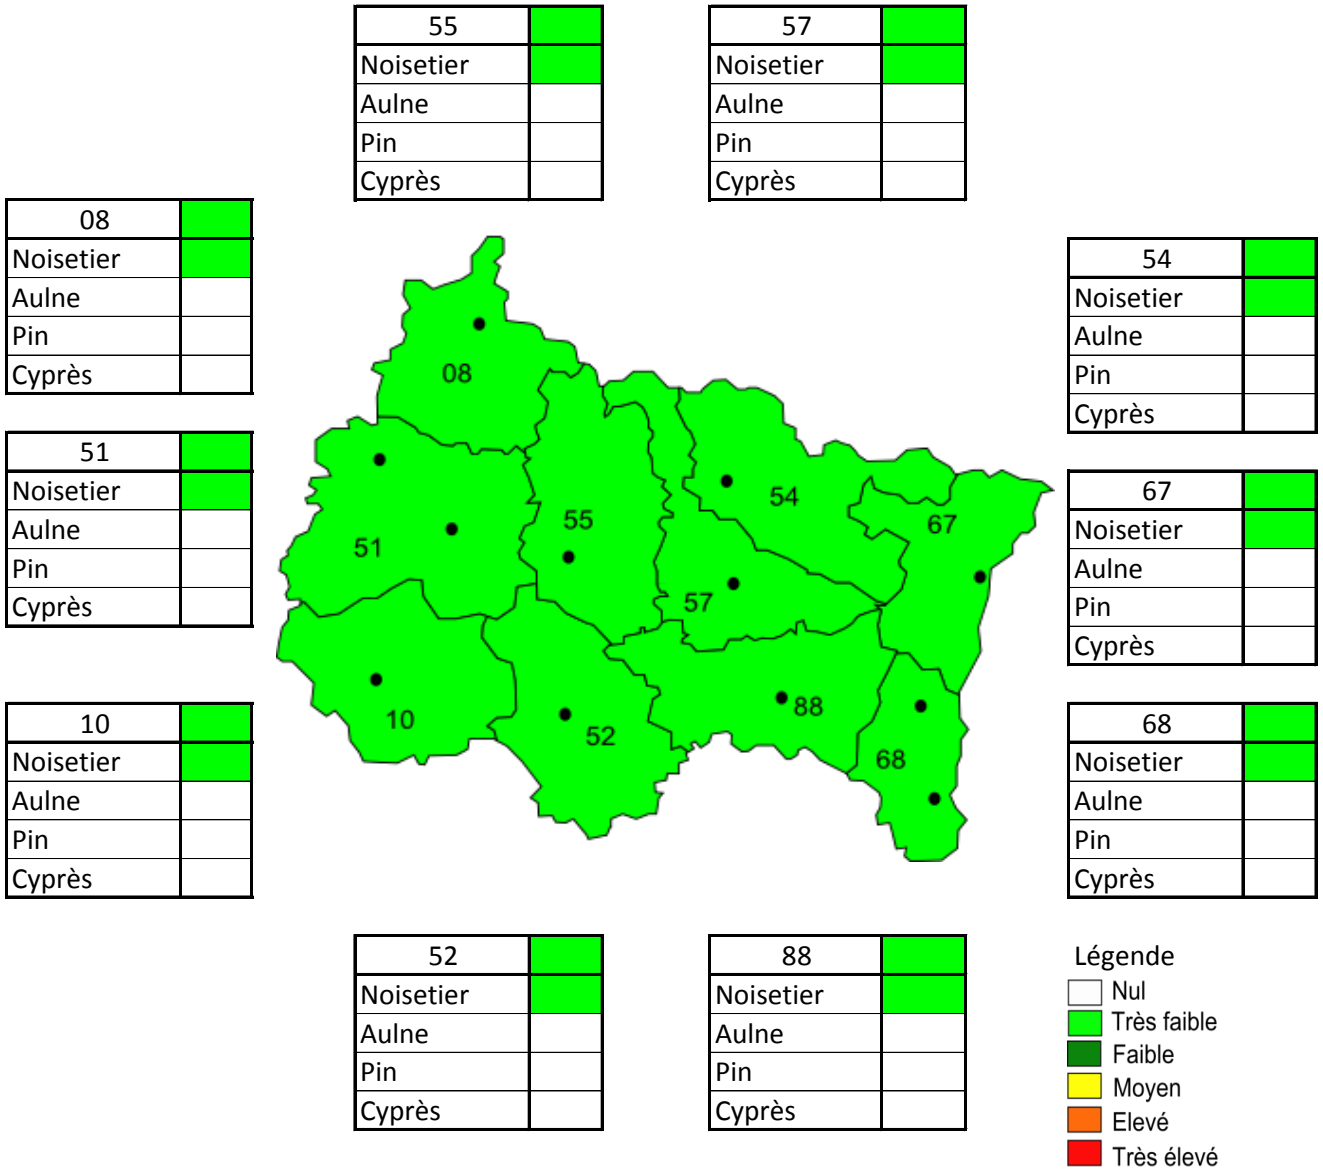 55
Noisetier
Aulne
Pin
Cyprès
57
Noisetier
Aulne
Pin
Cyprès
08
Noisetier
Aulne
Pin
Cyprès
54
Noisetier
Aulne
Pin
Cyprès
51
Noisetier
Aulne
Pin
Cyprès
67
Noisetier
Aulne
Pin
Cyprès
10
Noisetier
Aulne
Pin
Cyprès
68
Noisetier
Aulne
Pin
Cyprès
52
Noisetier
Aulne
Pin
Cyprès
88
Noisetier
Aulne
Pin
Cyprès
08
54
55
67
51
57
88
10
52
68
Légende
Nul
Très faible
Faible
Moyen
Elevé
Très élevé